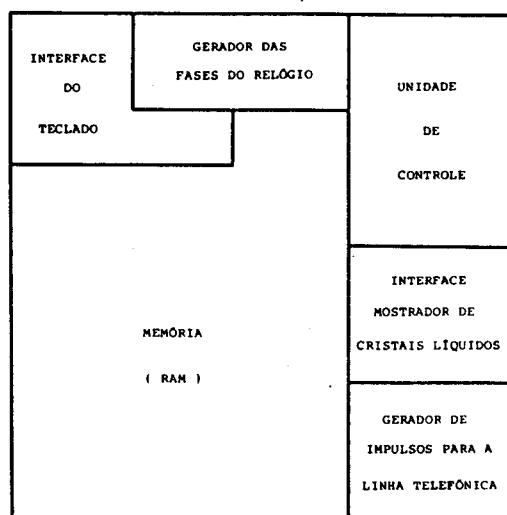 INTERFACE
DO
TECLADO
GERADOR DAS
FASES DO RELÓGIO
UNIDADE
DE
CONTROLE
MEMÓRIA
( RAM )
INTERFACE
MOSTRADOR DE
CRISTAIS LÍQUIDOS
GERADOR DE
IMPULSOS PARA A
LINHA TELEFÔNICA